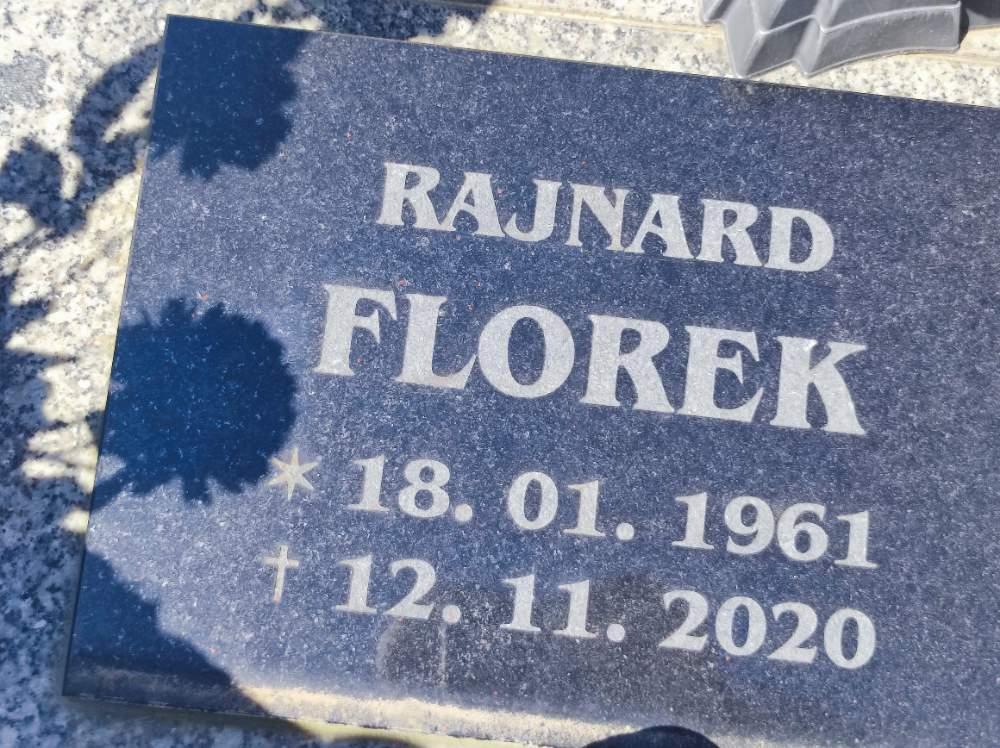 RAJNARD
FLOREK
* 18. 01. 1961
† 12. 11. 2020